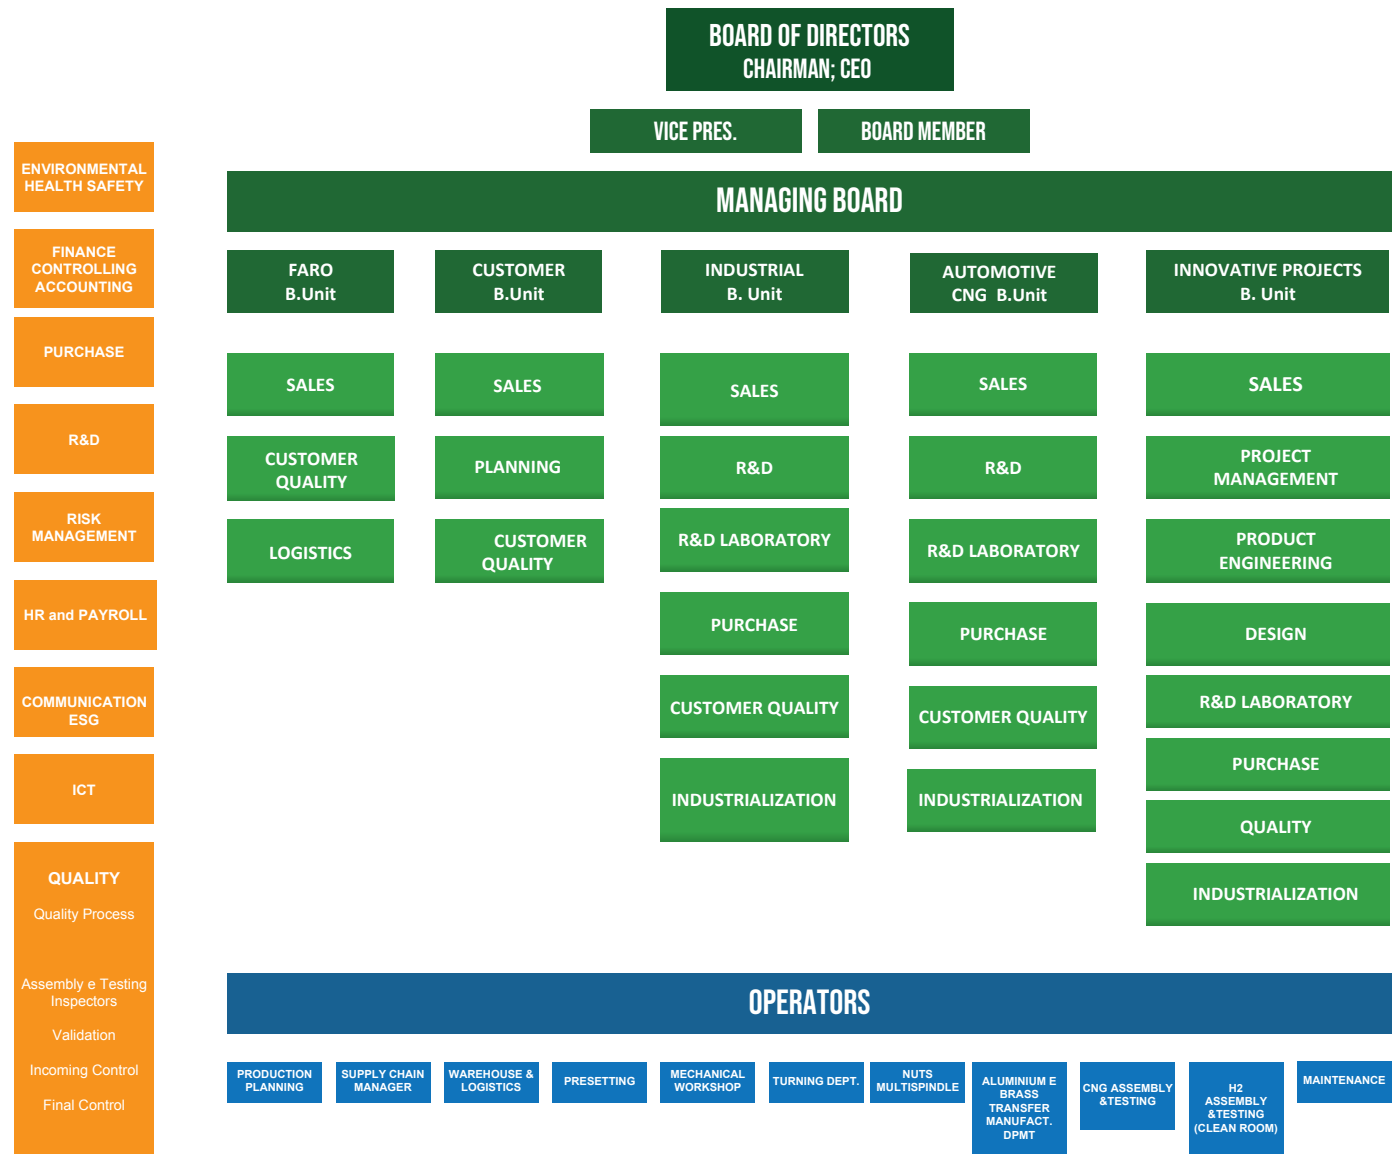 BOARD OF DIRECTORS
CHAIRMAN; CEO
VICE PRES.
BOARD MEMBER
MANAGING BOARD
ENVIRONMENTAL
HEALTH SAFETY
FINANCE
CONTROLLING
ACCOUNTING
PURCHASE
R&D
RISK
MANAGEMENT
HR and PAYROLL
COMMUNICATION
ESG
ICT
QUALITY
Quality Process
Assembly e Testing
Inspectors
Validation
Incoming Control
Final Control
FARO
B.Unit
SALES
CUSTOMER
QUALITY
LOGISTICS
CUSTOMER
B.Unit
SALES
PLANNING
CUSTOMER
QUALITY
INDUSTRIAL
B. Unit
SALES
R&D
R&D LABORATORY
PURCHASE
CUSTOMER QUALITY
INDUSTRIALIZATION
AUTOMOTIVE
CNG B.Unit
SALES
R&D
R&D LABORATORY
PURCHASE
CUSTOMER QUALITY
INDUSTRIALIZATION
INNOVATIVE PROJECTS
B. Unit
SALES
PROJECT
MANAGEMENT
PRODUCT
ENGINEERING
DESIGN
R&D LABORATORY
PURCHASE
QUALITY
INDUSTRIALIZATION
OPERATORS
PRODUCTION
PLANNING
SUPPLY CHAIN
MANAGER
WAREHOUSE &
LOGISTICS
PRESETTING
MECHANICAL
WORKSHOP
TURNING DEPT.
NUTS
MULTISPINDLE
ALUMINIUM E
BRASS
TRANSFER
MANUFACT.
DPMT
CNG ASSEMBLY
&TESTING
H2
ASSEMBLY
&TESTING
(CLEAN ROOM)
MAINTENANCE